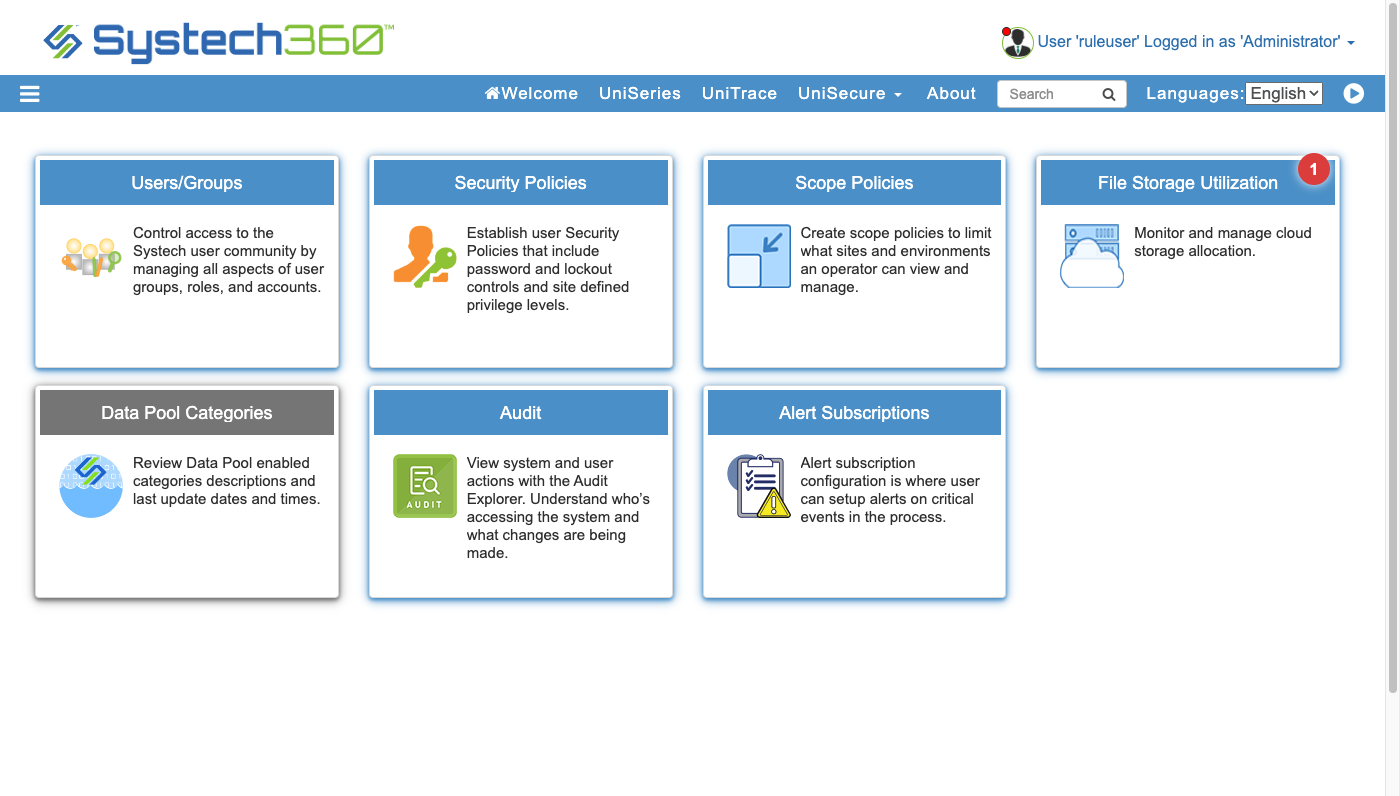 Systech360™
User 'ruleuser' Logged in as 'Administrator'
Welcome UniSeries UniTrace UniSecure About Search Languages: English
Users/Groups
Control access to the
Systech user community by
managing all aspects of user
groups, roles, and accounts.
Security Policies
Establish user Security
Policies that include
password and lockout
controls and site defined
privilege levels.
Scope Policies
Create scope policies to limit
what sites and environments
an operator can view and
manage.
File Storage Utilization
1
Monitor and manage cloud
storage allocation.
Data Pool Categories
Review Data Pool enabled
categories descriptions and
last update dates and times.
Audit
AUDIT
View system and user
actions with the Audit
Explorer. Understand who’s
accessing the system and
what changes are being
made.
Alert Subscriptions
Alert subscription
configuration is where user
can setup alerts on critical
events in the process.